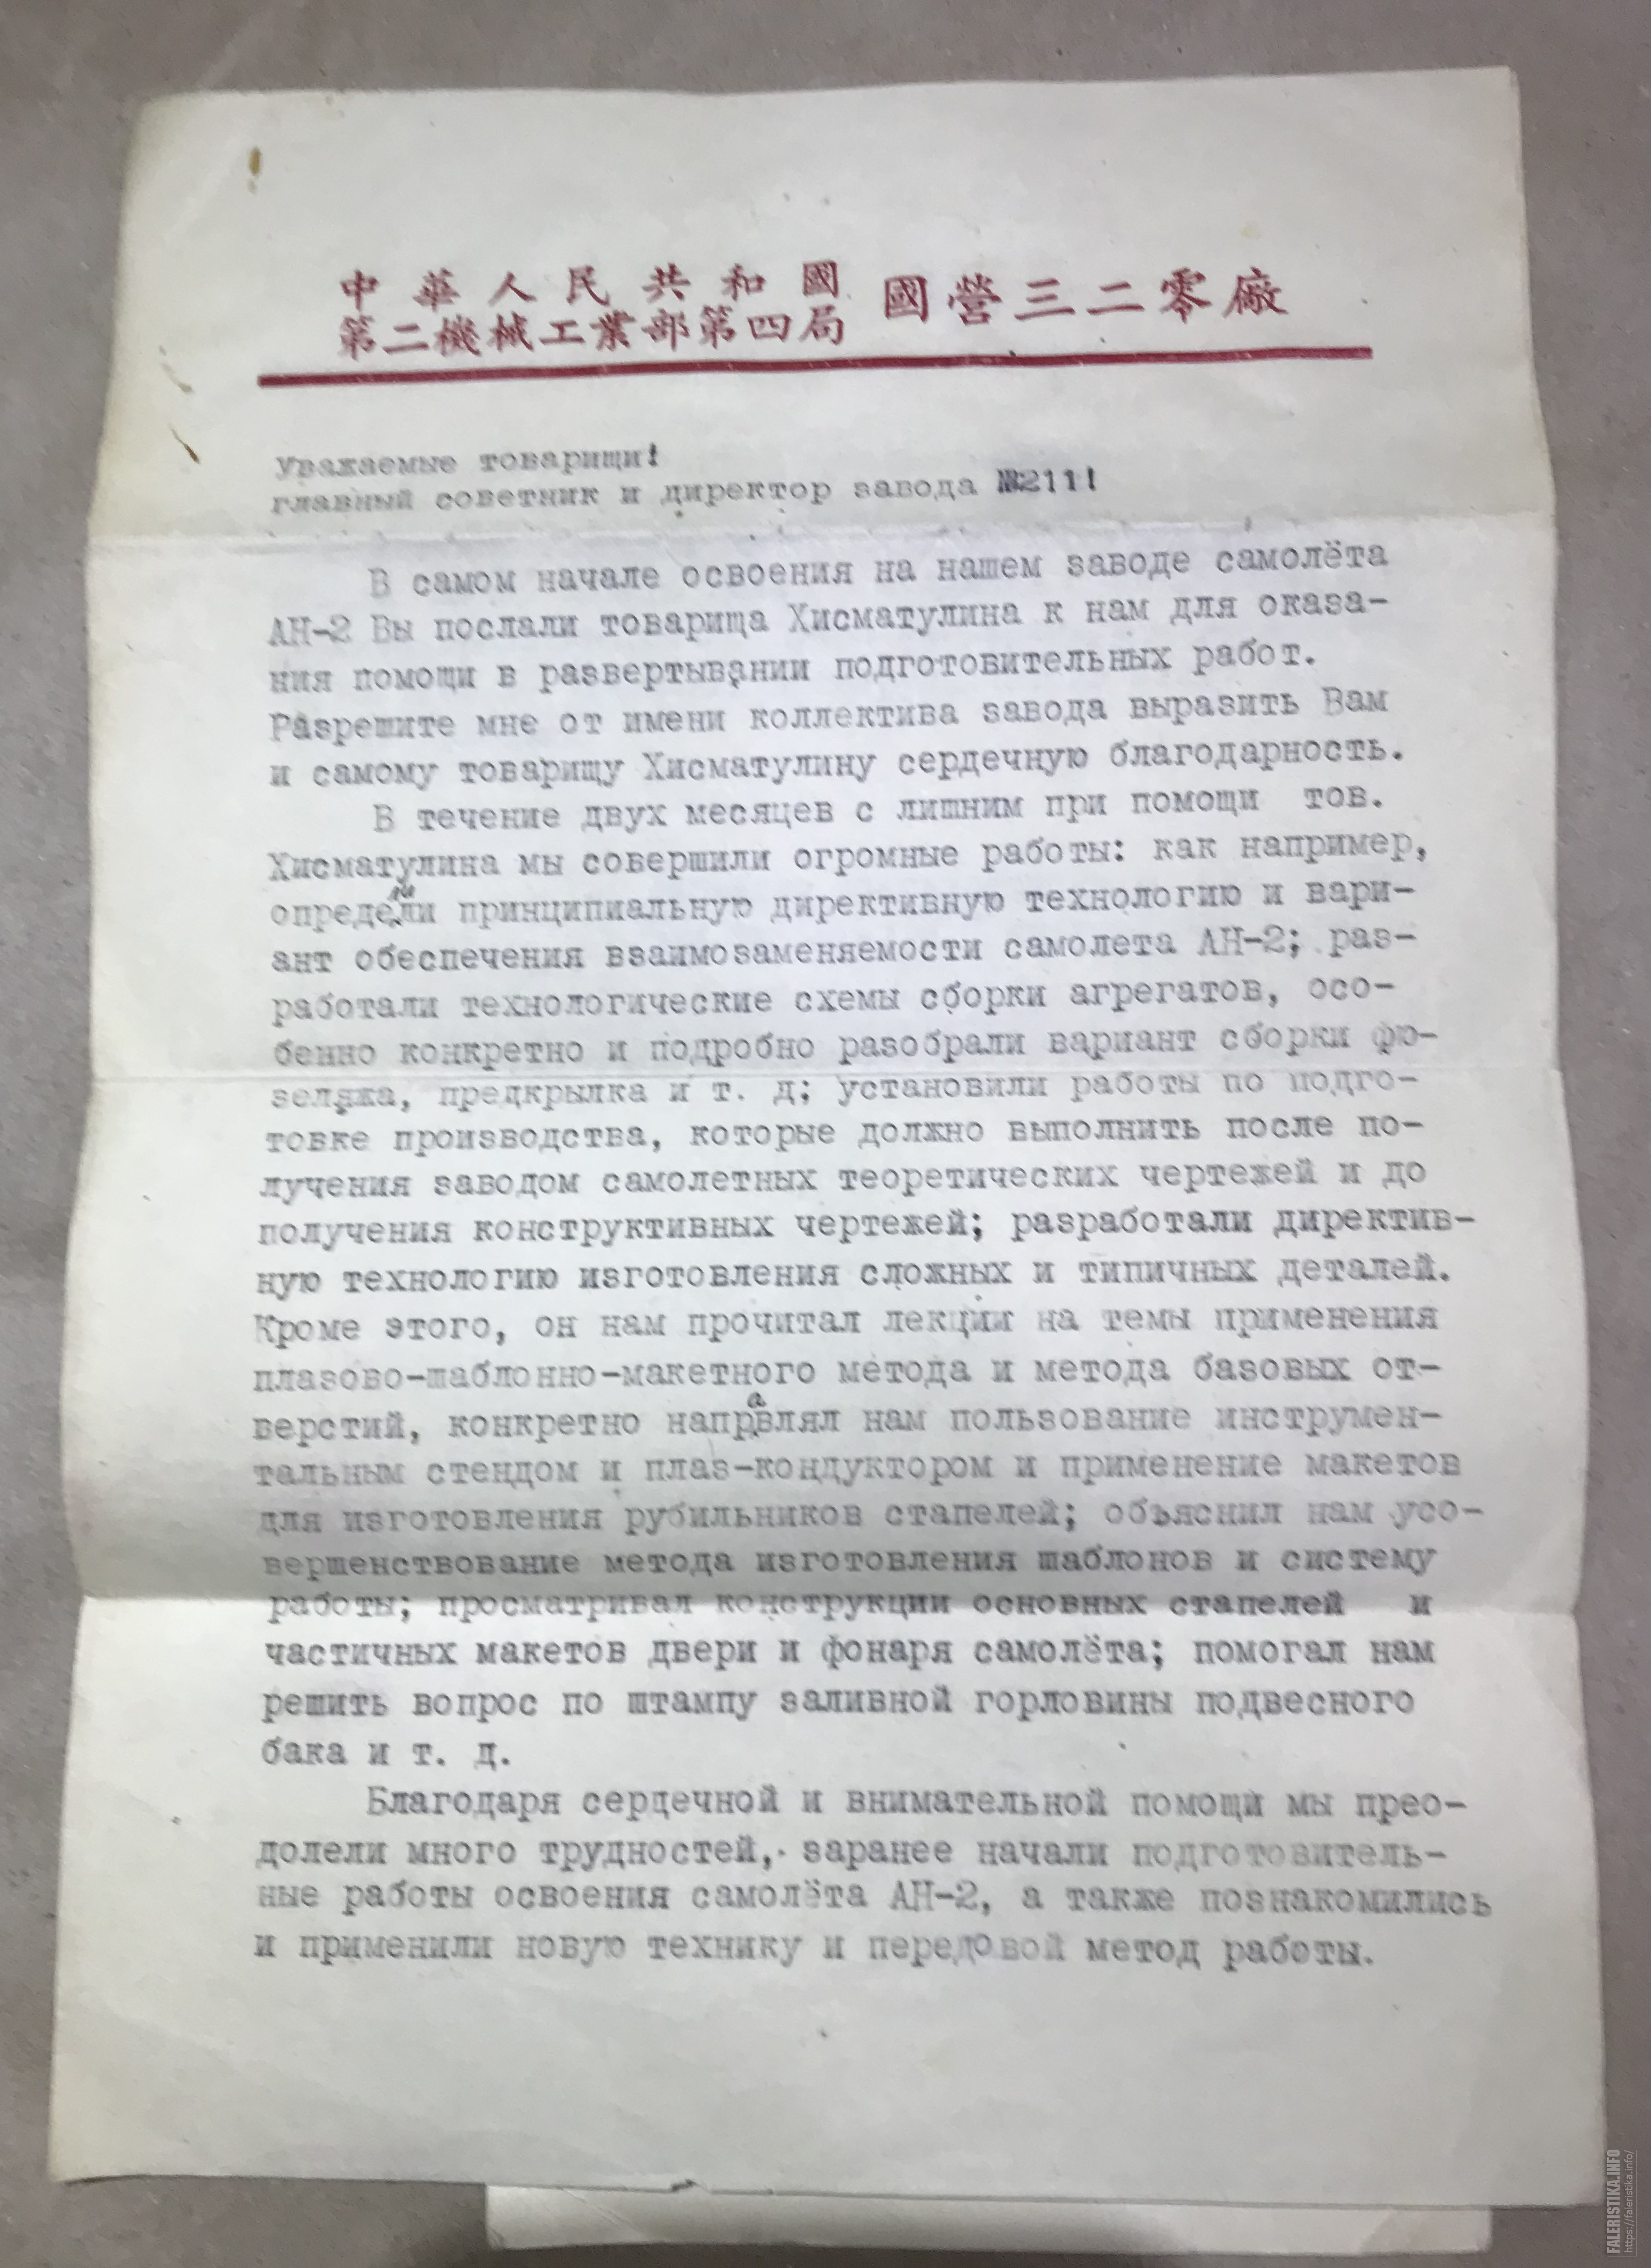 中華人民共和國
第二機械工業部第四局 國營三二零廠
Уважаемые товарищи!
главный советник и директор завода №211!
В самом начале освоения на нашем заводе самолёта
АН-2 Вы послали товарища Хисматулина к нам для оказа-
ния помощи в развертывании подготовительных работ.
Разрешите мне от имени коллектива завода выразить Вам
и самому товарищу Хисматулину сердечную благодарность.
В течение двух месяцев с лишним при помощи тов.
Хисматулина мы совершили огромные работы: как например,
определили принципиальную директивную технологию и вари-
ант обеспечения взаимозаменяемости самолета АН-2; раз-
работали технологические схемы сборки агрегатов, осо-
бенно конкретно и подробно разобрали вариант сборки фю-
зеляжа, предкрылка и т. д; установили работы по подго-
товке производства, которые должно выполнить после по-
лучения заводом самолетных теоретических чертежей и до
получения конструктивных чертежей; разработали директив-
ную технологию изготовления сложных и типичных деталей.
Кроме этого, он нам прочитал лекции на темы применения
плазово-шаблонно-макетного метода и метода базовых от-
верстий, конкретно направлял нам пользование инструмен-
тальным стендом и плаз-кондуктором и применение макетов
для изготовления рубильников стапелей; объяснил нам усо-
вершенствование метода изготовления шаблонов и систему
работы; просматривал конструкции основных стапелей и
частичных макетов двери и фонаря самолёта; помогал нам
решить вопрос по штампу заливной горловины подвесного
бака и т. д.
Благодаря сердечной и внимательной помощи мы прео-
долели много трудностей, заранее начали подготовитель-
ные работы освоения самолёта АН-2, а также познакомились
и применили новую технику и передовой метод работы.
FALERISTIKA.INFO
https://faleristika.info/